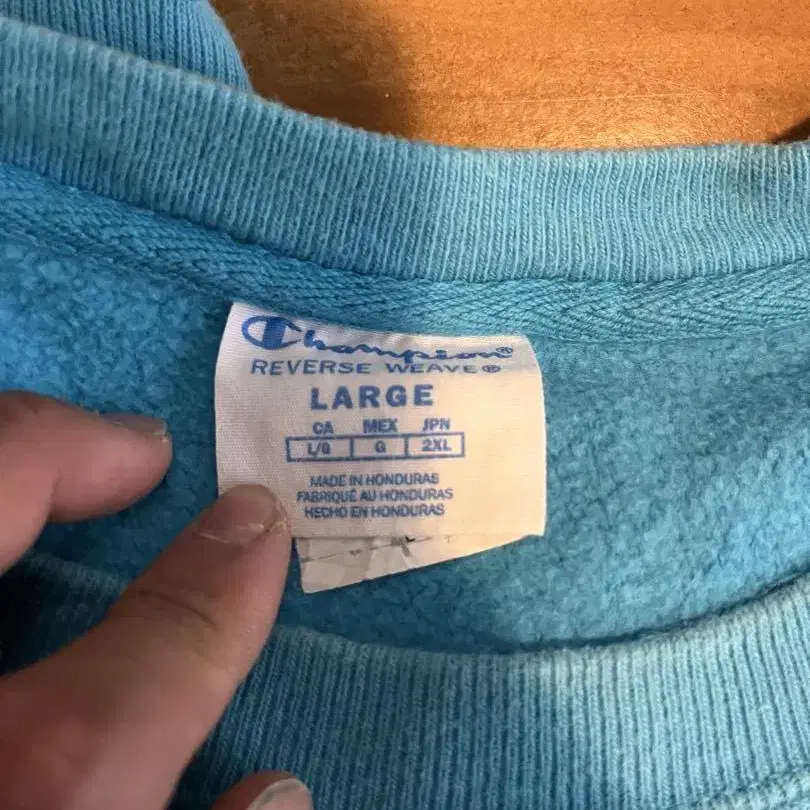 Champion®
REVERSE WEAVE®
LARGE
CA MEX JPN
L/G G 2XL
MADE IN HONDURAS
FABRIQUÉ AU HONDURAS
HECHO EN HONDURAS